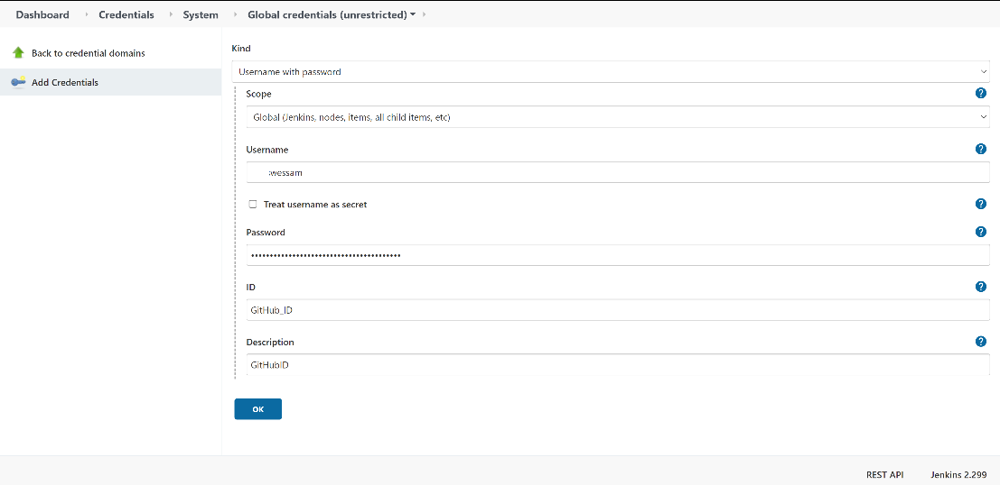 Dashboard Credentials System Global credentials (unrestricted)
Back to credential domains
Add Credentials
Kind
Username with password
Scope
?
Global (Jenkins, nodes, items, all child items, etc)
Username
?
:wessam
Treat username as secret
?
Password
?
••••••••••••••••••••••••••••••••••••••••
ID
?
GitHub_ID
Description
?
GitHubID
OK
REST API Jenkins 2.299